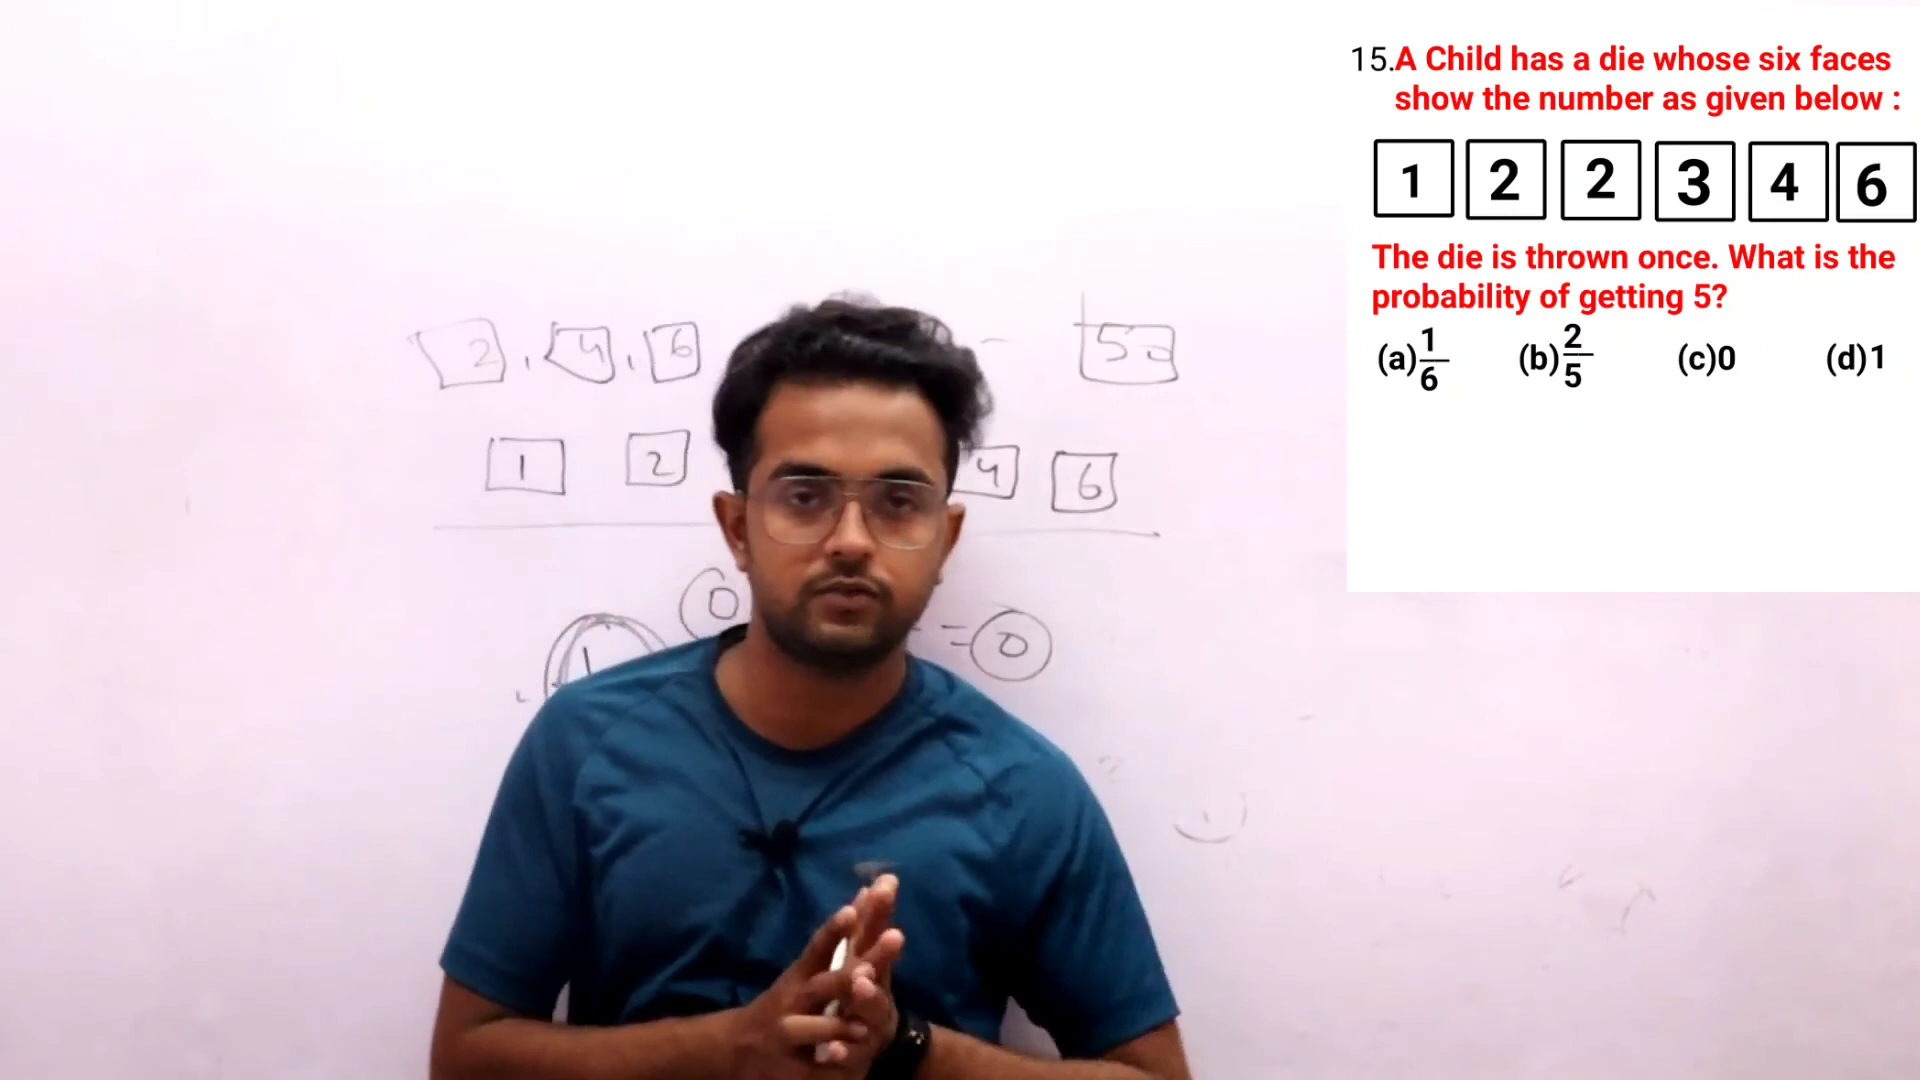 15.A Child has a die whose six faces
show the number as given below :
1 2 2 3 4 6
The die is thrown once. What is the
probability of getting 5?
(a)1/6 (b)2/5 (c)0 (d)1
2 , 4 , 6
1 2 4 6
0 = 0